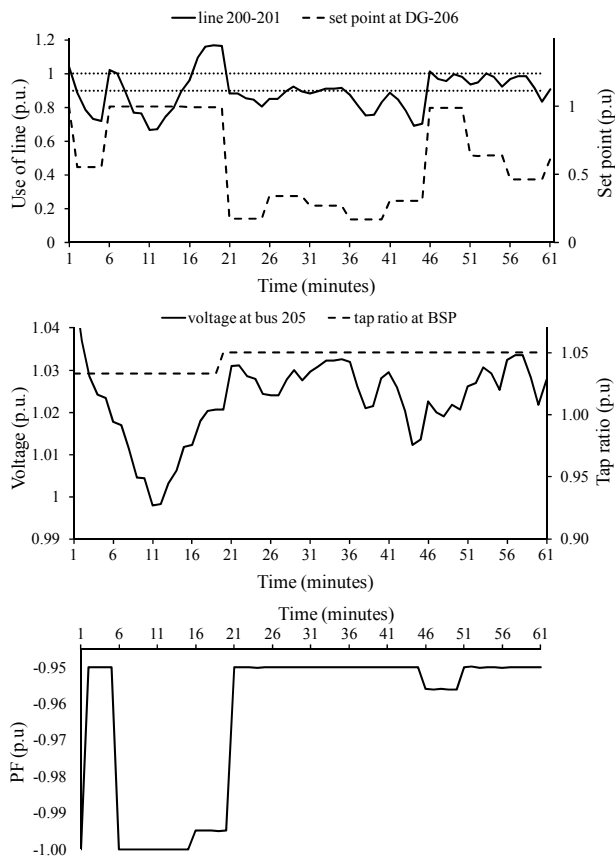 line 200-201 set point at DG-206
1.2
1
0.8
0.6
0.4
0.2
0
Use of line (p.u.)
1
0.5
0
Set point (p.u)
1 6 11 16 21 26 31 36 41 46 51 56 61
Time (minutes)
voltage at bus 205 tap ratio at BSP
1.04
1.03
1.02
1.01
1
0.99
Voltage (p.u.)
1.05
1.00
0.95
0.90
Tap ratio (p.u)
1 6 11 16 21 26 31 36 41 46 51 56 61
Time (minutes)
Time (minutes)
1 6 11 16 21 26 31 36 41 46 51 56 61
-0.95
-0.96
-0.97
-0.98
-0.99
-1.00
PF (p.u)